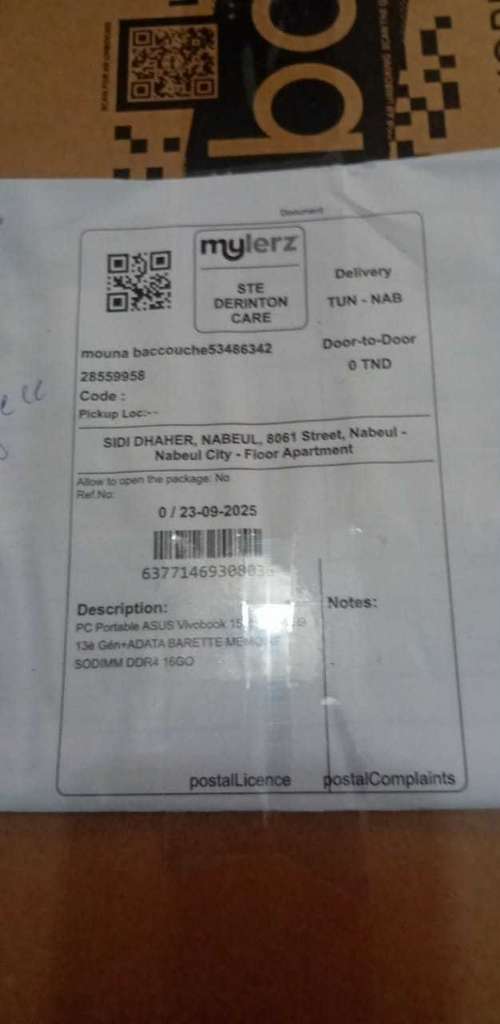 Document
mylerz
STE
DERINTON
CARE
Delivery
TUN - NAB
Door-to-Door
0 TND
mouna baccouche53486342
28559958
Code :
Pickup Loc:--
SIDI DHAHER, NABEUL, 8061 Street, Nabeul -
Nabeul City - Floor Apartment
Allow to open the package: No
Ref.No:
0 / 23-09-2025
Description:
PC Portable ASUS Vivobook 15
13è Gén+ADATA BARETTE
SODIMM DDR4 16GO
Notes:
postalLicence
postalComplaints